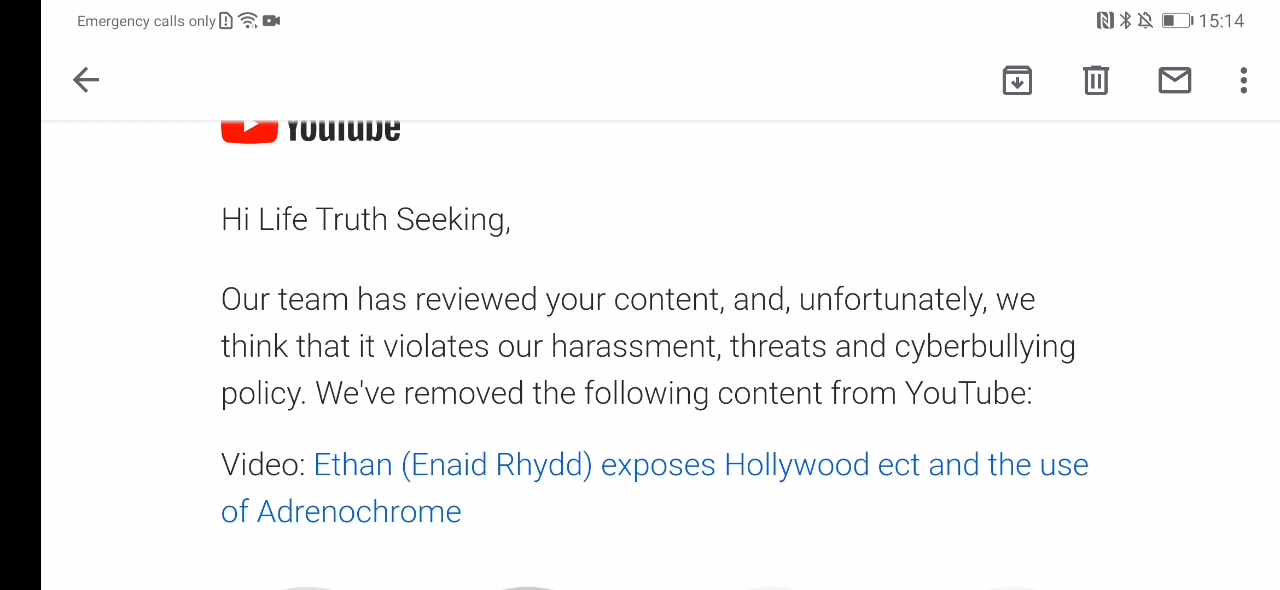 Emergency calls only
15:14
YouTube
Hi Life Truth Seeking,
Our team has reviewed your content, and, unfortunately, we
think that it violates our harassment, threats and cyberbullying
policy. We've removed the following content from YouTube:
Video: Ethan (Enaid Rhydd) exposes Hollywood ect and the use
of Adrenochrome